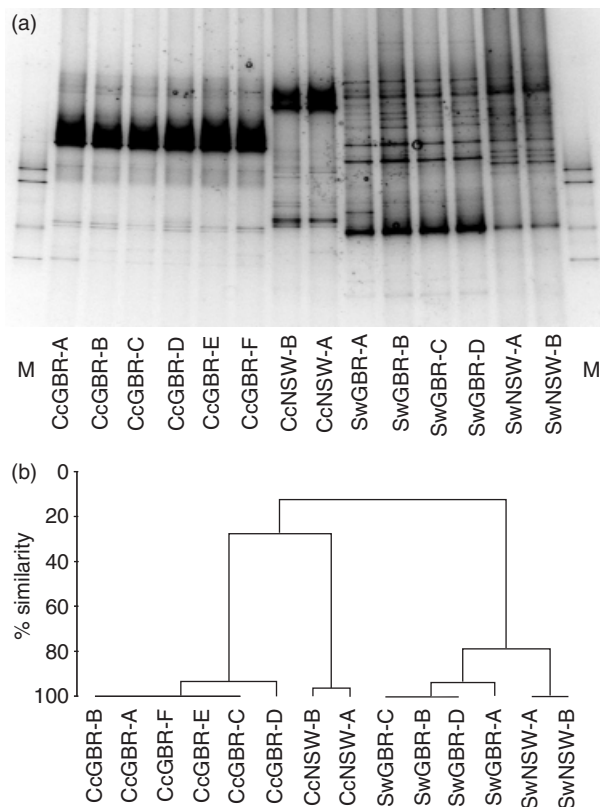 (a)
M CcGBR-A CcGBR-B CcGBR-C CcGBR-D CcGBR-E CcGBR-F CcNSW-B CcNSW-A SwGBR-A SwGBR-B SwGBR-C SwGBR-D SwNSW-A SwNSW-B M
(b)
% similarity
0
20
40
60
80
100
CcGBR-B CcGBR-A CcGBR-F CcGBR-E CcGBR-C CcGBR-D CcNSW-B CcNSW-A SwGBR-C SwGBR-B SwGBR-D SwGBR-A SwNSW-A SwNSW-B